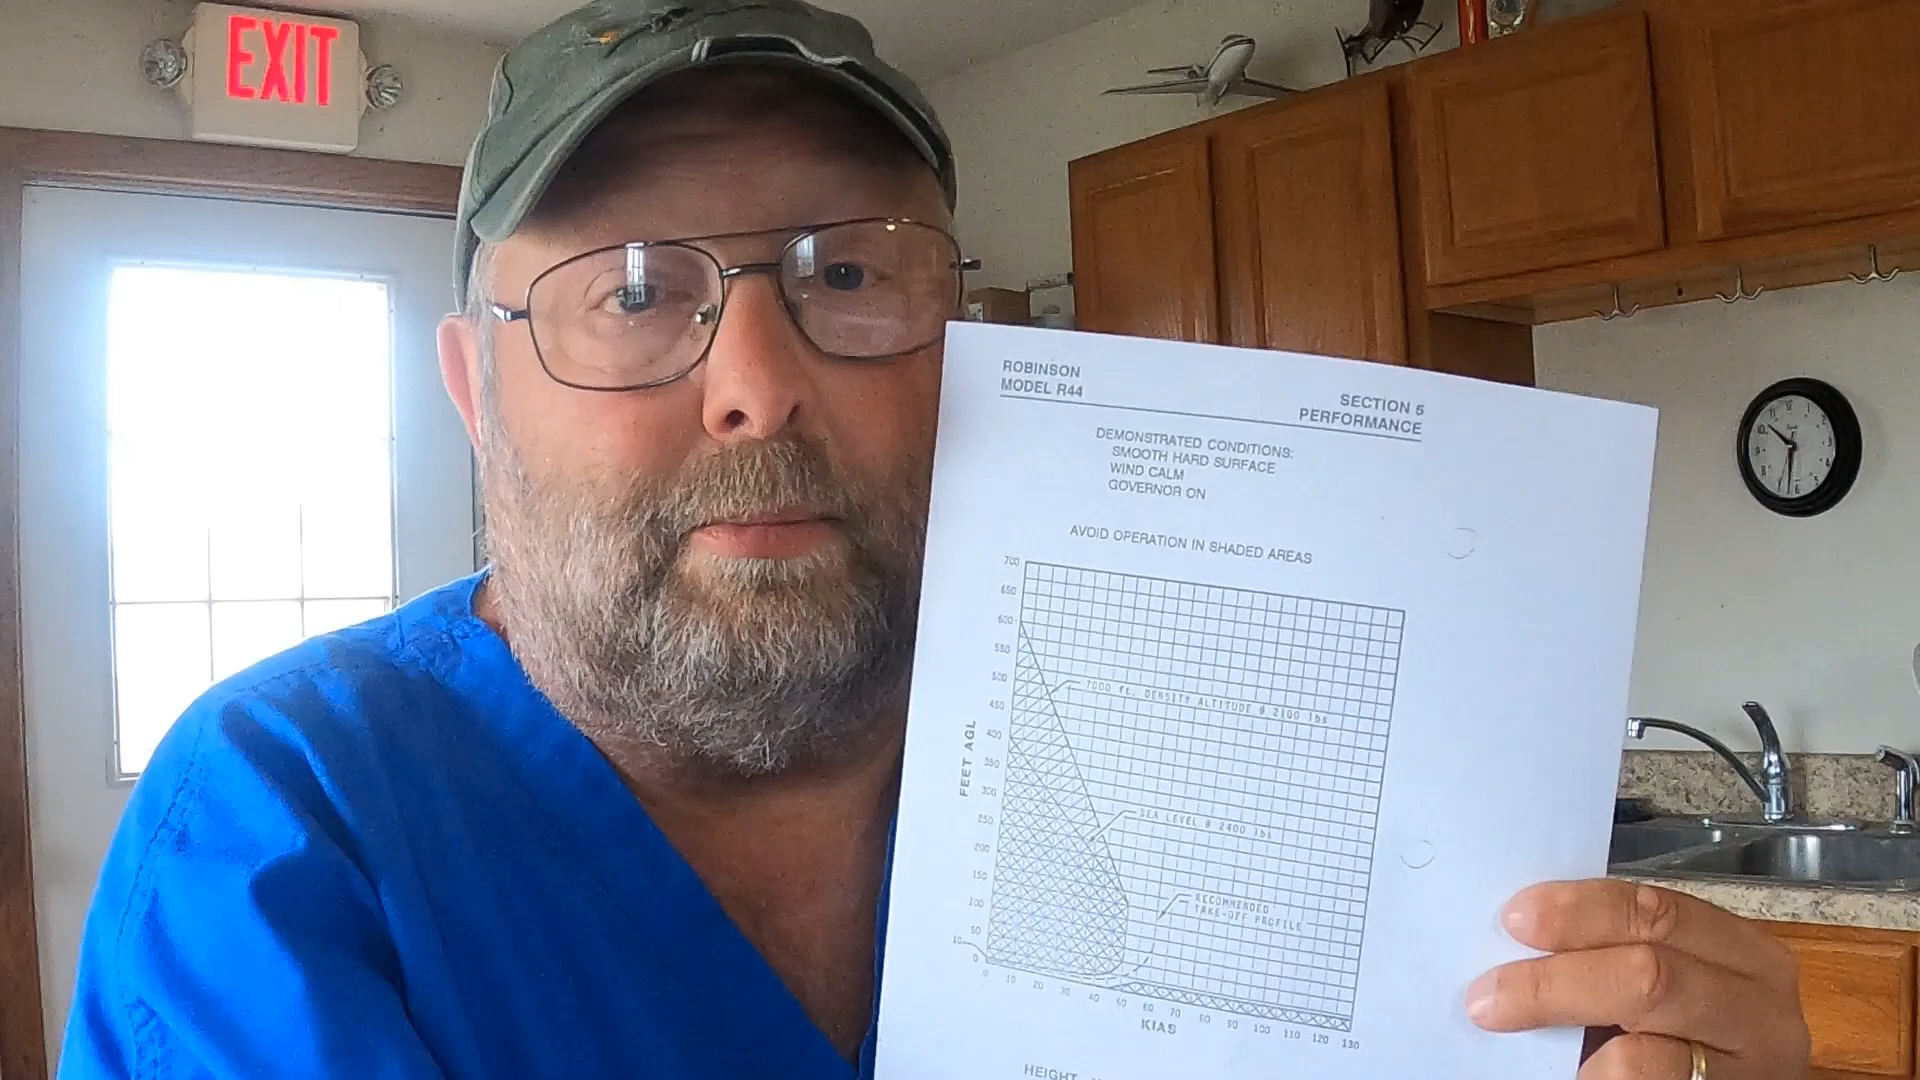 EXIT
ROBINSON
MODEL R44
SECTION 5
PERFORMANCE
DEMONSTRATED CONDITIONS:
SMOOTH HARD SURFACE
WIND CALM
GOVERNOR ON
AVOID OPERATION IN SHADED AREAS
700
650
600
550
500
450
400
350
300
250
200
150
100
50
10
0
FEET AGL
7000 ft. DENSITY ALTITUDE @ 2100 lbs
SEA LEVEL @ 2400 lbs
RECOMMENDED
TAKE-OFF PROFILE
0 10 20 30 40 50 60 70 80 90 100 110 120 130
KIAS
HEIGHT